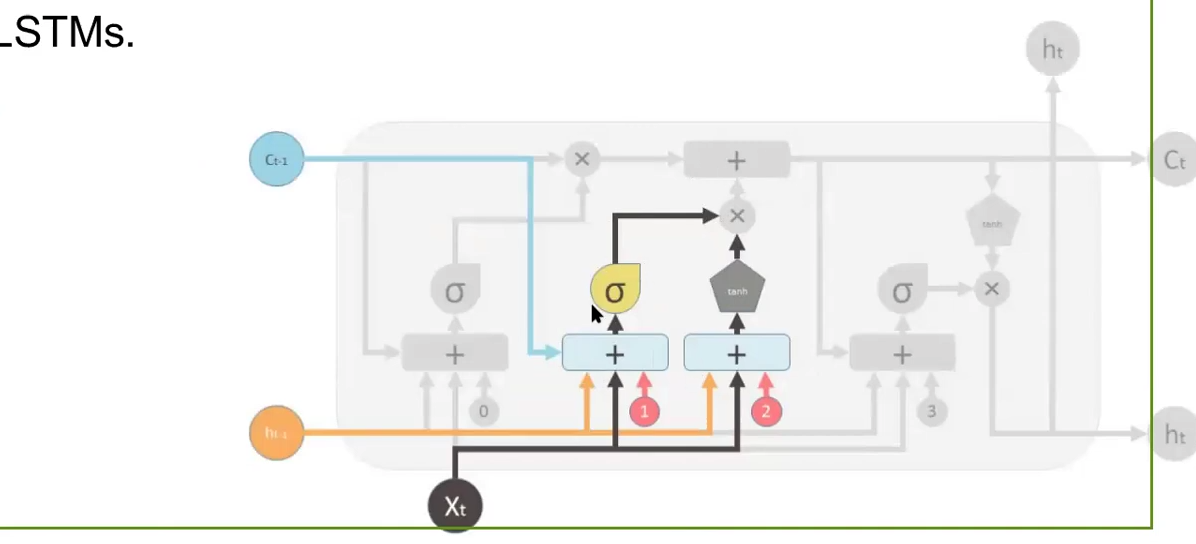 LSTMs.
ht
Ct-1
×
+
Ct
×
tanh
σ
σ
tanh
σ
×
+
+
+
+
0
1
2
3
ht-1
ht
Xt